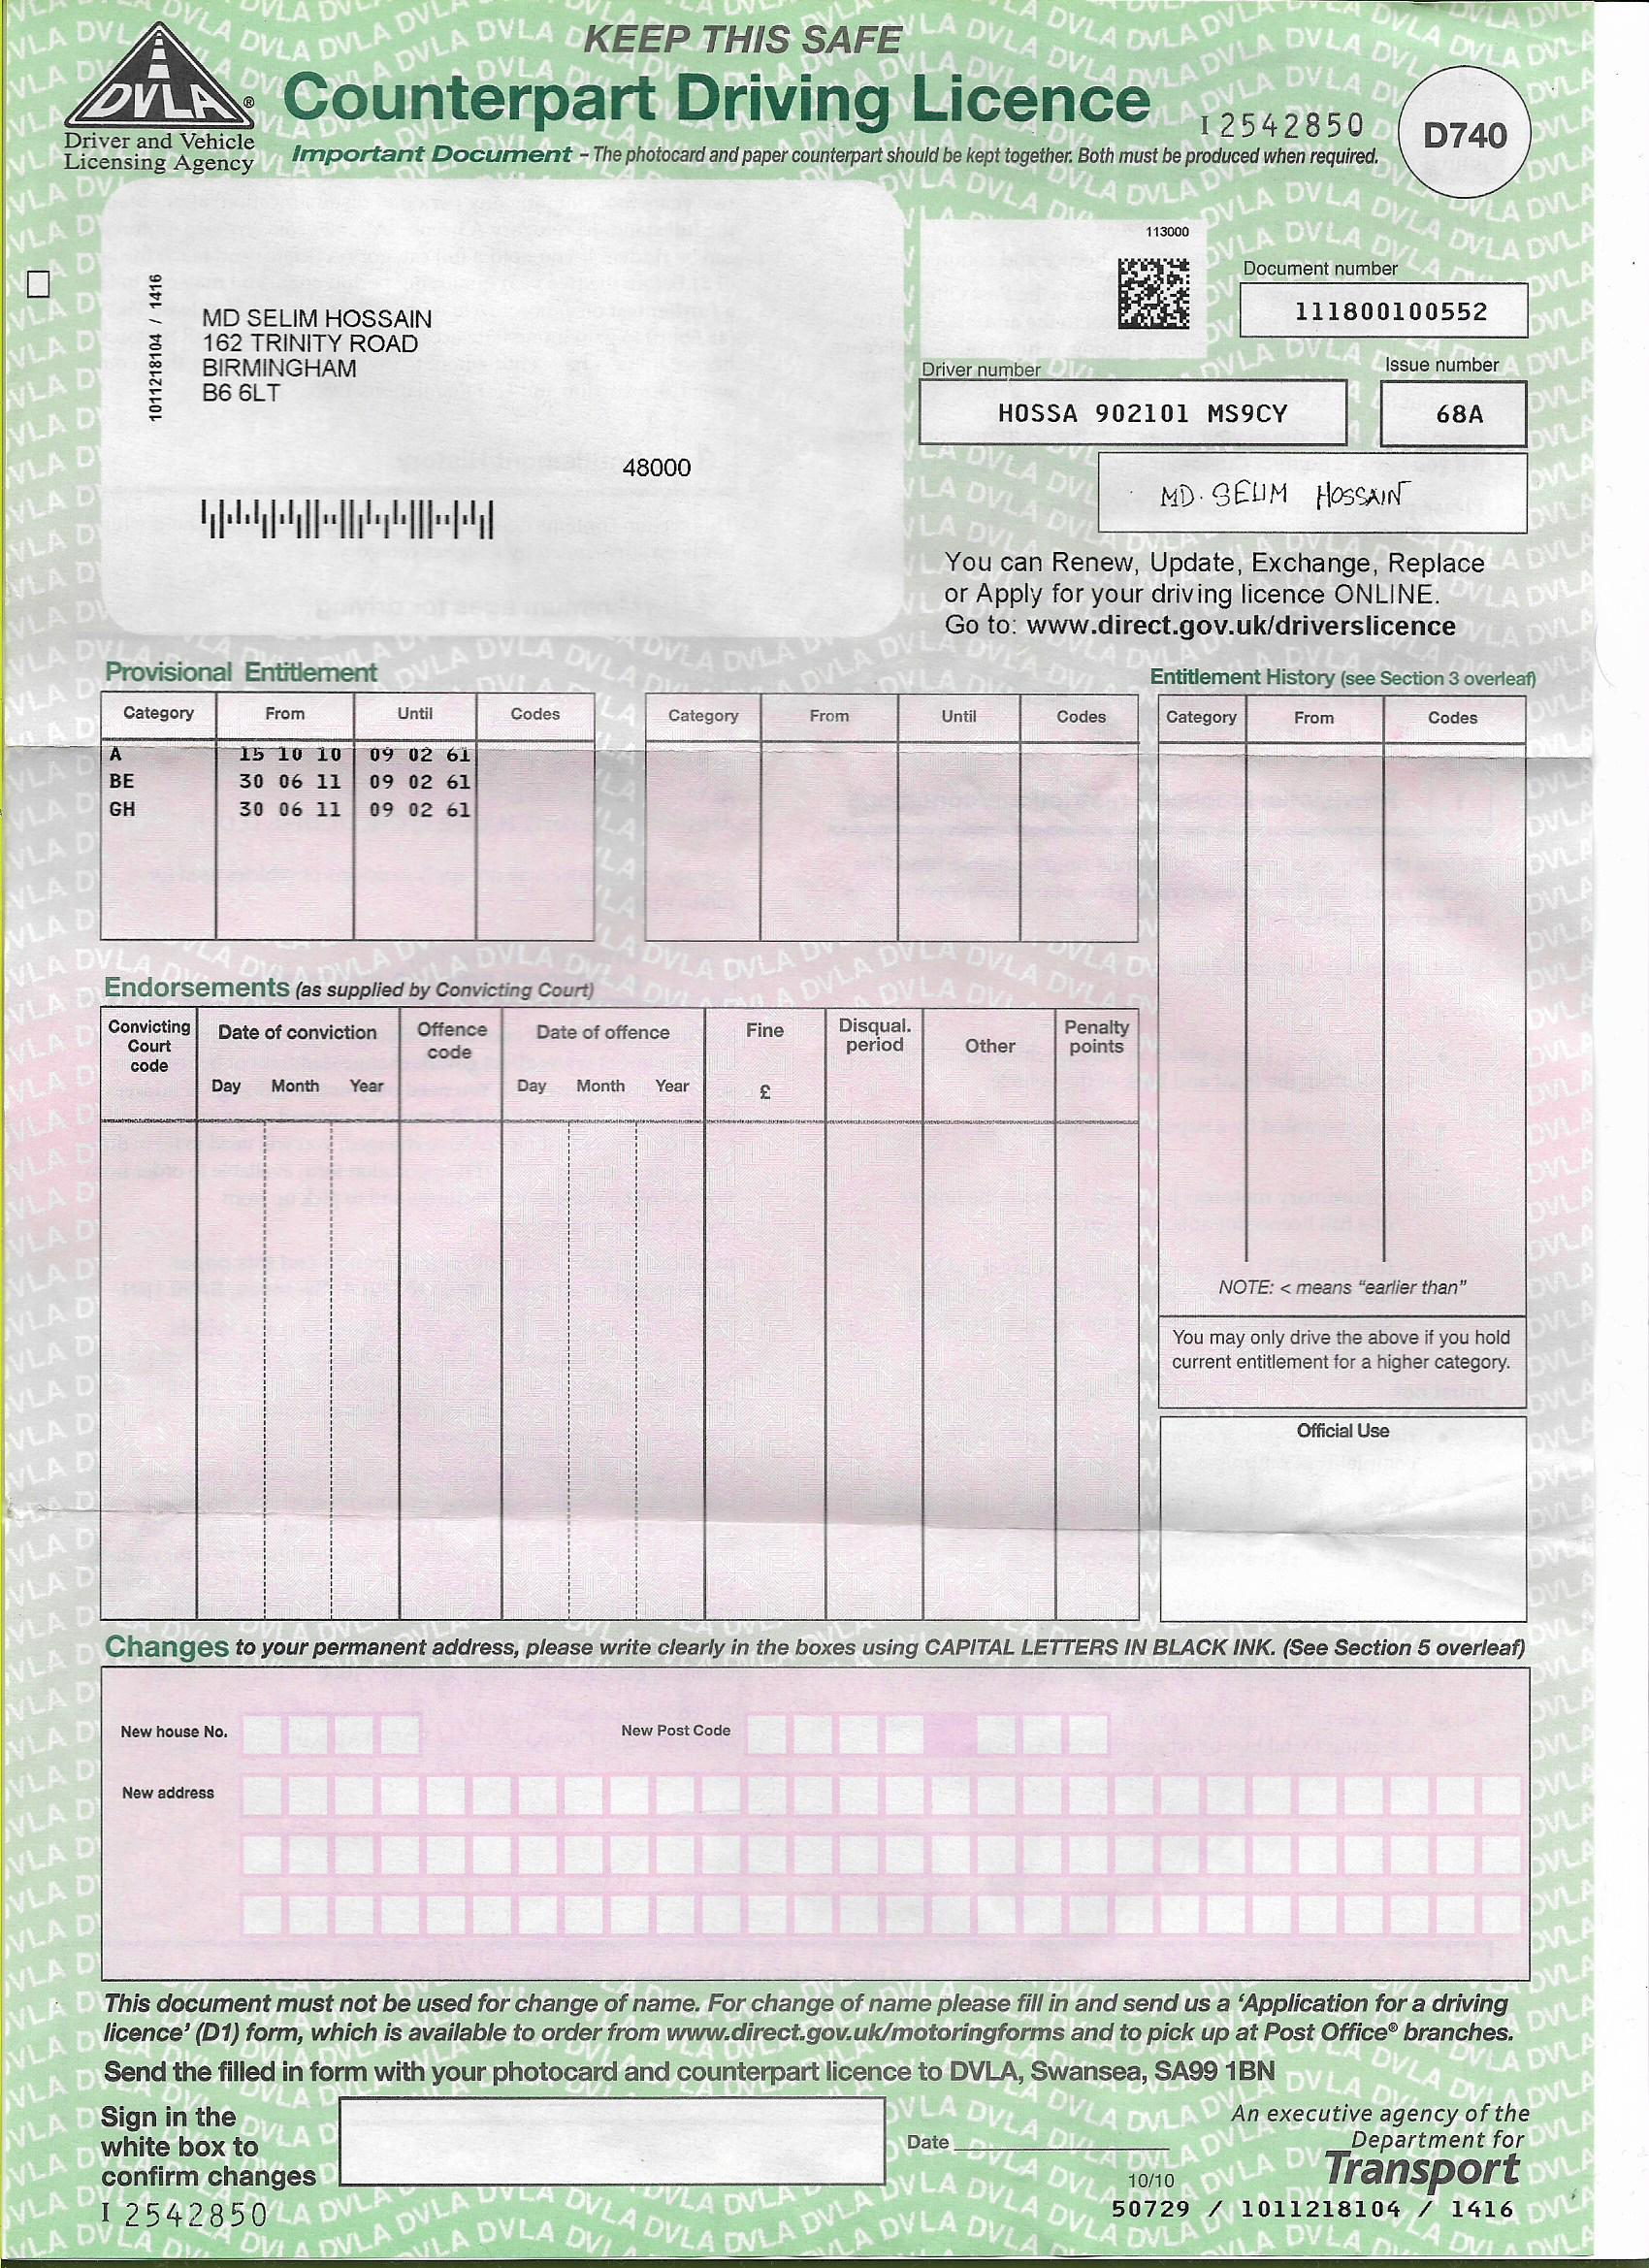 KEEP THIS SAFE
DVLA®
Driver and Vehicle
Licensing Agency
Counterpart Driving Licence
I 2542850
D740
Important Document – The photocard and paper counterpart should be kept together. Both must be produced when required.
1011218104 / 1416
MD SELIM HOSSAIN
162 TRINITY ROAD
BIRMINGHAM
B6 6LT
48000
113000
Document number
111800100552
Driver number
Issue number
HOSSA 902101 MS9CY
68A
MD. SELIM HOSSAIN
You can Renew, Update, Exchange, Replace
or Apply for your driving licence ONLINE.
Go to: www.direct.gov.uk/driverslicence
Provisional Entitlement
Category From Until Codes
A 15 10 10 09 02 61
BE 30 06 11 09 02 61
GH 30 06 11 09 02 61
Category From Until Codes
Entitlement History (see Section 3 overleaf)
Category From Codes
NOTE: < means “earlier than”
You may only drive the above if you hold
current entitlement for a higher category.
Official Use
Endorsements (as supplied by Convicting Court)
Convicting
Court
code
Date of conviction
Day Month Year
Offence
code
Date of offence
Day Month Year
Fine
£
Disqual.
period
Other
Penalty
points
Changes to your permanent address, please write clearly in the boxes using CAPITAL LETTERS IN BLACK INK. (See Section 5 overleaf)
New house No.
New Post Code
New address
This document must not be used for change of name. For change of name please fill in and send us a ‘Application for a driving
licence’ (D1) form, which is available to order from www.direct.gov.uk/motoringforms and to pick up at Post Office® branches.
Send the filled in form with your photocard and counterpart licence to DVLA, Swansea, SA99 1BN
Sign in the
white box to
confirm changes
Date
An executive agency of the
Department for
Transport
10/10
I 2542850
50729 / 1011218104 / 1416